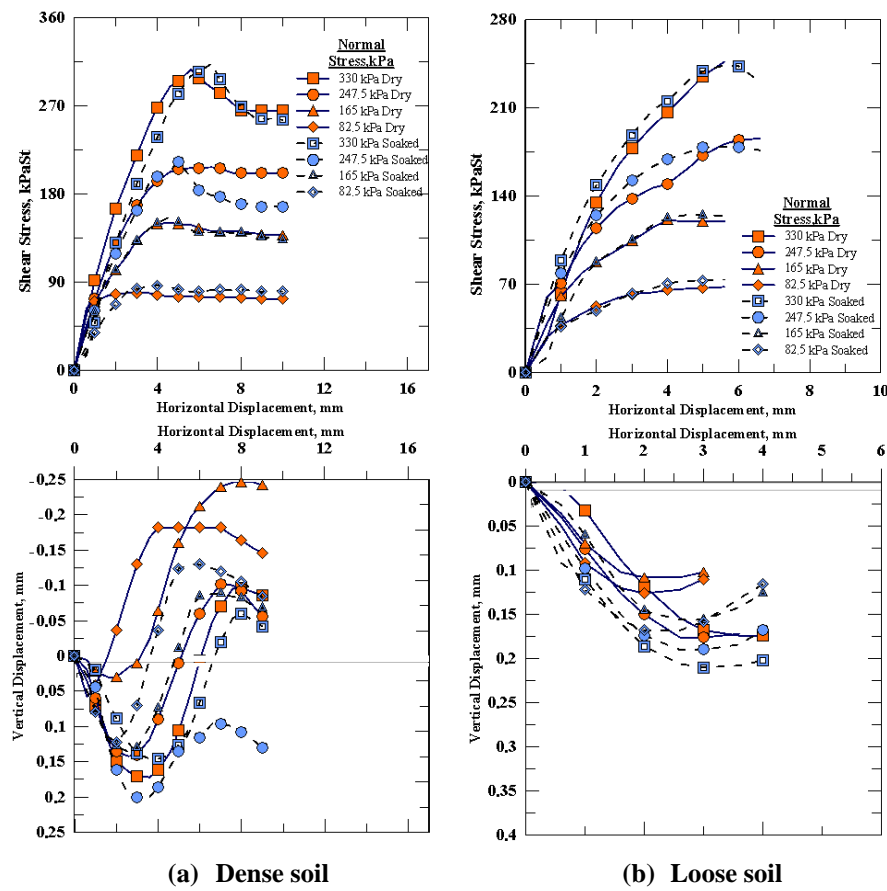 360
270
180
90
0
Shear Stress, kPaSt
Normal
Stress,kPa
330 kPa Dry
247.5 kPa Dry
165 kPa Dry
82.5 kPa Dry
330 kPa Soaked
247.5 kPa Soaked
165 kPa Soaked
82.5 kPa Soaked
0 4 8 12 16
Horizontal Displacement, mm
Horizontal Displacement, mm
0 4 8 12 16
-0.25
-0.25
-0.15
-0.1
-0.05
0
0.05
0.1
0.15
0.2
0.25
Vertical Displacement, mm
(a) Dense soil
280
210
140
70
0
Shear Stress, kPaSt
Normal
Stress,kPa
330 kPa Dry
247.5 kPa Dry
165 kPa Dry
82.5 kPa Dry
330 kPa Soaked
247.5 kPa Soaked
165 kPa Soaked
82.5 kPa Soaked
0 2 4 6 8 10
Horizontal Displacement, mm
Horizontal Displacement, mm
0 1 2 3 4 5 6
0
0.05
0.1
0.15
0.2
0.25
0.3
0.35
0.4
Vertical Displacement, mm
(b) Loose soil